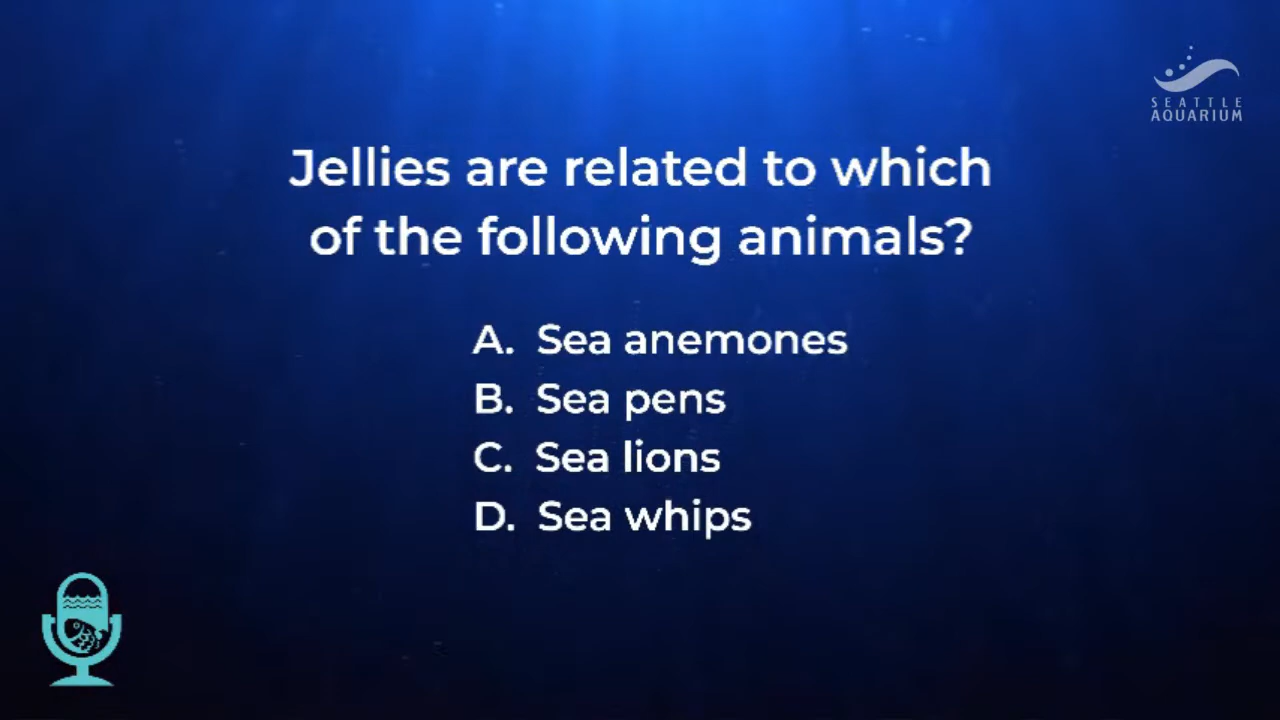 SEATTLE
AQUARIUM
Jellies are related to which
of the following animals?
A. Sea anemones
B. Sea pens
C. Sea lions
D. Sea whips